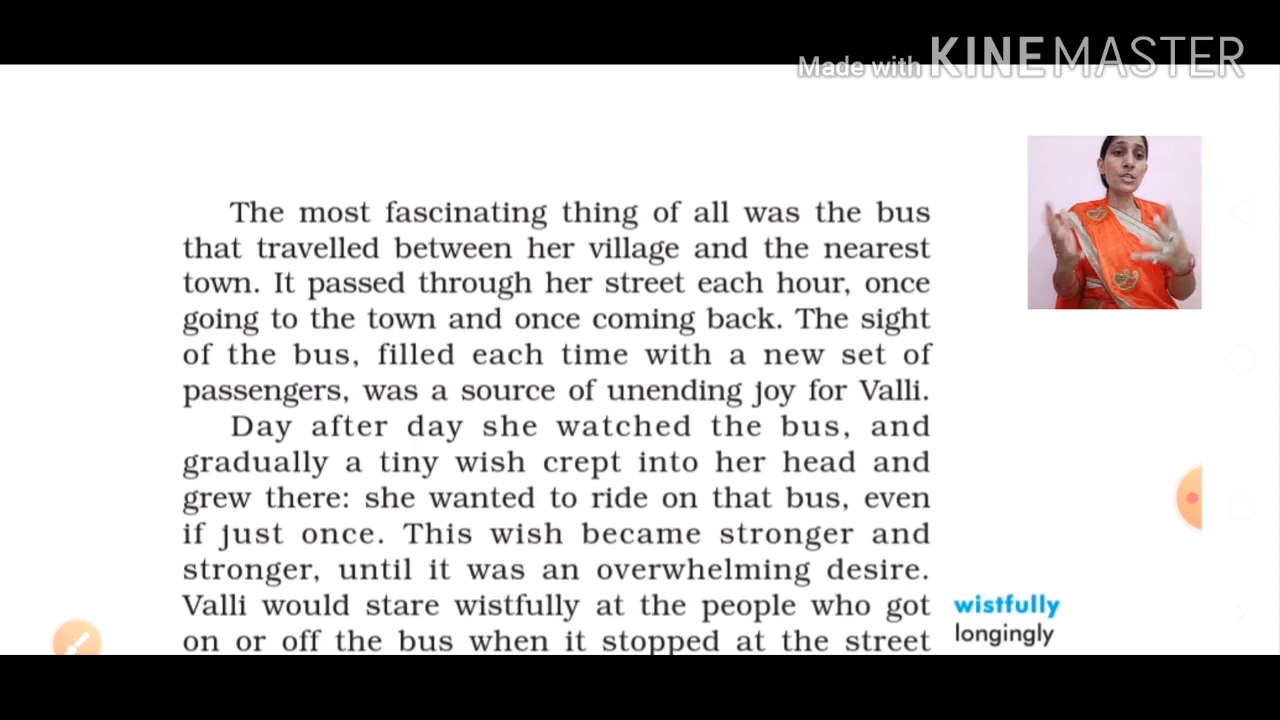 Made with KINEMASTER
The most fascinating thing of all was the bus
that travelled between her village and the nearest
town. It passed through her street each hour, once
going to the town and once coming back. The sight
of the bus, filled each time with a new set of
passengers, was a source of unending joy for Valli.
Day after day she watched the bus, and
gradually a tiny wish crept into her head and
grew there: she wanted to ride on that bus, even
if just once. This wish became stronger and
stronger, until it was an overwhelming desire.
Valli would stare wistfully at the people who got
on or off the bus when it stopped at the street
wistfully
longingly